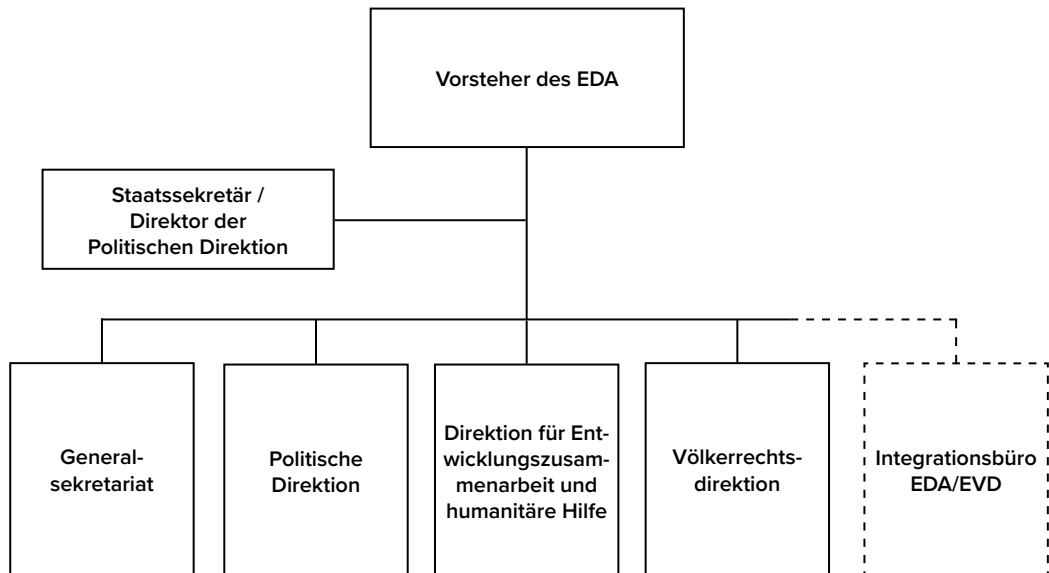 Vorsteher des EDA
Staatssekretär /
Direktor der
Politischen Direktion
General-
sekretariat
Politische
Direktion
Direktion für Ent-
wicklungszusam-
menarbeit und
humanitäre Hilfe
Völkerrechts-
direktion
Integrationsbüro
EDA/EVD